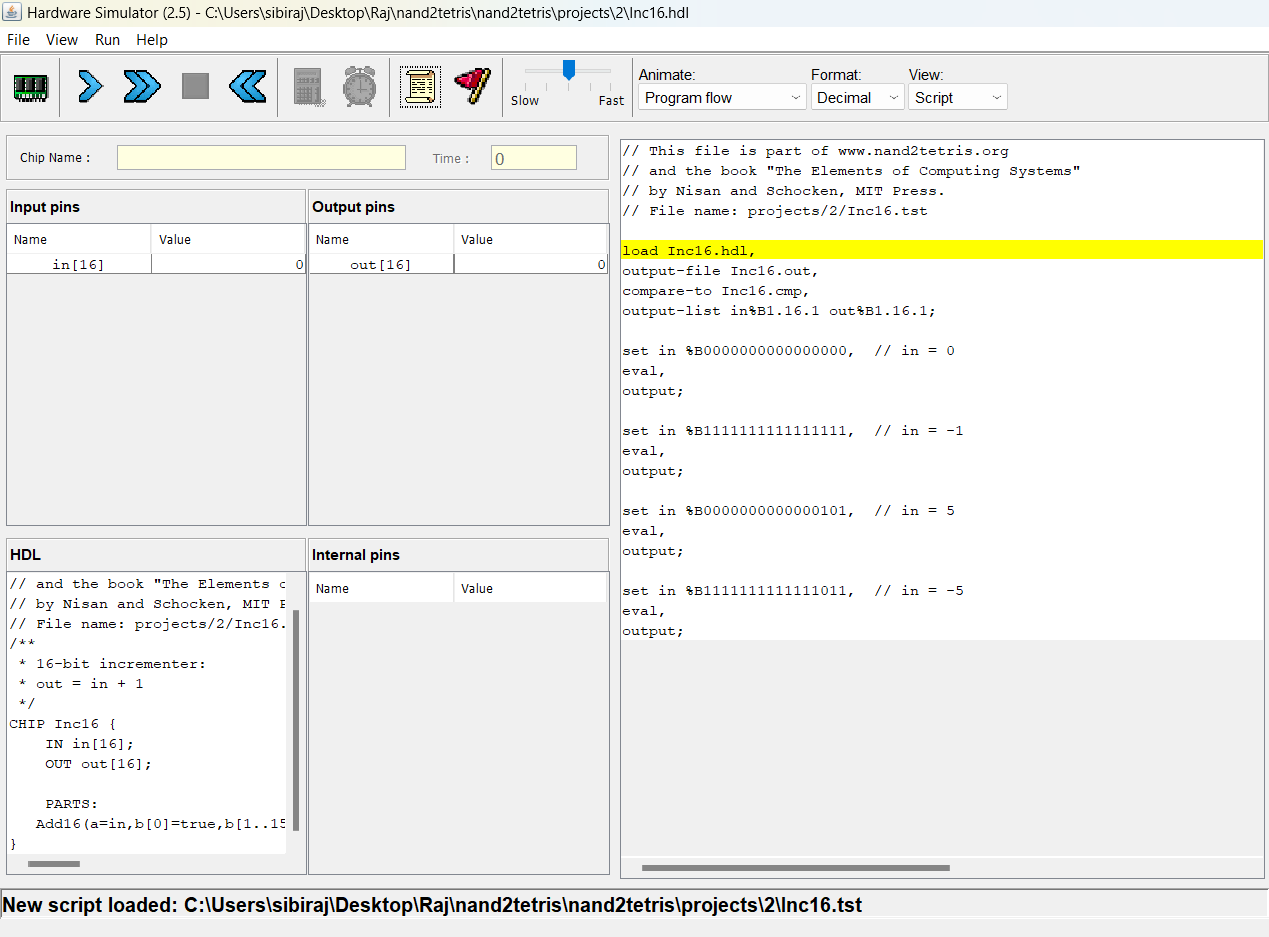 Hardware Simulator (2.5) - C:\Users\sibiraj\Desktop\Raj\nand2tetris\nand2tetris\projects\2\Inc16.hdl
File View Run Help
Slow Fast
Animate: Format: View:
Program flow Decimal Script
Chip Name : Time : 0
Input pins
Name Value
in[16] 0
Output pins
Name Value
out[16] 0
HDL
// and the book "The Elements o
// by Nisan and Schocken, MIT P
// File name: projects/2/Inc16.
/**
* 16-bit incrementer:
* out = in + 1
*/
CHIP Inc16 {
IN in[16];
OUT out[16];
PARTS:
Add16(a=in,b[0]=true,b[1..15
}
Internal pins
Name Value
// This file is part of www.nand2tetris.org
// and the book "The Elements of Computing Systems"
// by Nisan and Schocken, MIT Press.
// File name: projects/2/Inc16.tst
load Inc16.hdl,
output-file Inc16.out,
compare-to Inc16.cmp,
output-list in%B1.16.1 out%B1.16.1;
set in %B0000000000000000, // in = 0
eval,
output;
set in %B1111111111111111, // in = -1
eval,
output;
set in %B0000000000000101, // in = 5
eval,
output;
set in %B1111111111111011, // in = -5
eval,
output;
New script loaded: C:\Users\sibiraj\Desktop\Raj\nand2tetris\nand2tetris\projects\2\Inc16.tst